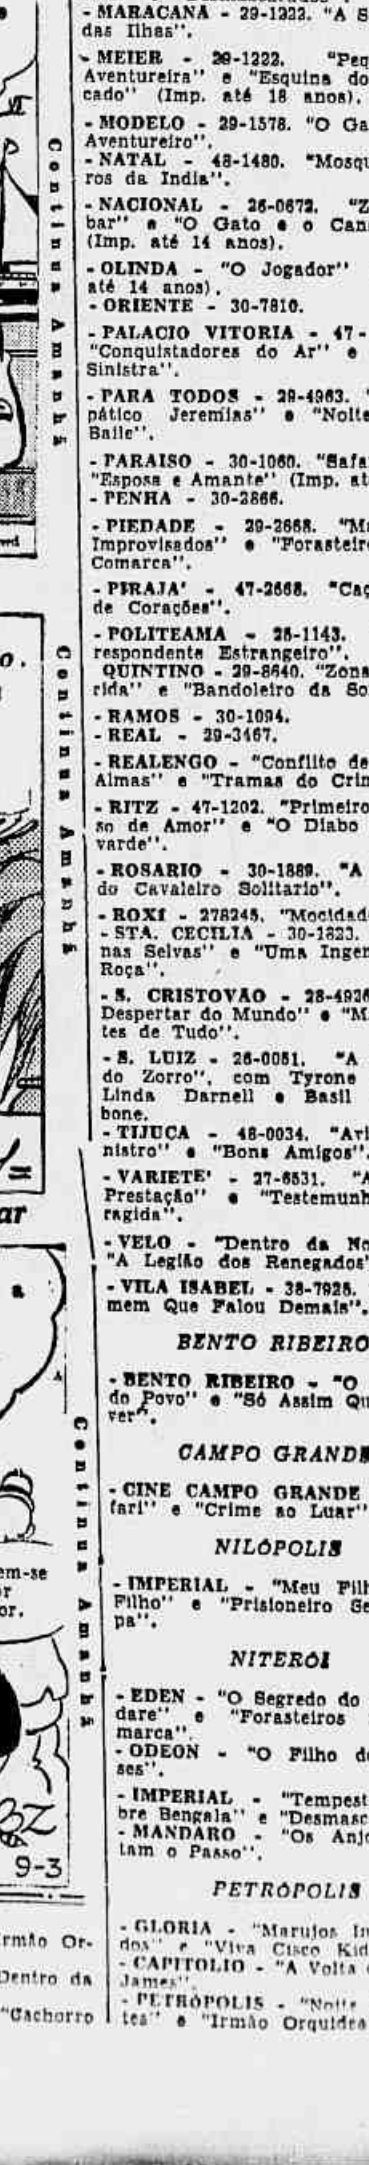 - MARACANA - 29-1222. "A S
das Ilhas".
- MEIER - 29-1222. "Peq
Aventureira" e "Esquina do
cado" (Imp. até 18 anos).
- MODELO - 29-1578. "O Ga
Aventureiro".
- NATAL - 48-1480. "Mosqu
ros da India".
- NACIONAL - 26-0672. "Z
bar" e "O Gato e o Can
(Imp. até 14 anos).
- OLINDA - "O Jogador"
até 14 anos).
- ORIENTE - 30-7810.
- PALACIO VITORIA - 47-
"Conquistadores do Ar" e
Sinistra".
- PARA TODOS - 29-4963.
pático Jeremias" e "Noite
Baile".
- PARAISO - 30-1060. "Safa
"Esposa e Amante" (Imp. at
- PENHA - 30-2866.
- PIEDADE - 29-2668. "Ma
Improvisados" e "Forasteir
Comarca".
- PIRAJA' - 47-2668. "Caç
de Corações".
- POLITEAMA - 25-1143.
respondente Estrangeiro".
QUINTINO - 29-8640. "Zona
rida" e "Bandoleiro da So
- RAMOS - 30-1094.
- REAL - 29-3467.
- REALENGO - "Conflito de
Almas" e "Tramas do Crim
- RITZ - 47-1202. "Primeiro
so de Amor" e "O Diabo
varde".
- ROSARIO - 30-1889. "A
do Cavaleiro Solitario".
- ROXI - 278245. "Mocidad
- STA. CECILIA - 30-1823.
nas Selvas" e "Uma Ingen
Roça".
- S. CRISTOVÃO - 28-4926
Despertar do Mundo" e "M
tes de Tudo".
- S. LUIZ - 26-0051. "A
do Zorro", com Tyrone
Linda Darnell e Basil
bone.
- TIJUCA - 48-0034. "Avi
nistro" e "Bons Amigos".
- VARIETE' - 27-6531. "A
Prestação" e "Testemunh
ragida".
- VELO - "Dentro da No
"A Legião dos Renegados"
- VILA ISABEL - 38-7925.
mem Que Falou Demais".
BENTO RIBEIRO
- BENTO RIBEIRO - "O
do Povo" e "Só Assim Qu
ver".
CAMPO GRANDE
- CINE CAMPO GRANDE
fari" e "Crime ao Luar"
NILÓPOLIS
- IMPERIAL - "Meu Filh
Filho" e "Prisioneiro Se
pa".
NITERÓI
- EDEN - "O Segredo do
dare" e "Forasteiros
marca".
- ODEON - "O Filho de
ses".
- IMPERIAL - "Tempest
bre Bengala" e "Desmasc
- MANDARO - "Os Anjo
tam o Passo".
PETRÓPOLIS
- GLORIA - "Marujos Im
dos" e "Viva Cisco Kid
- CAPITOLIO - "A Volta
James".
- PETRÓPOLIS - "Noite
tes" e "Irmão Orquídea
Continua Amanhã
Continua Amanhã
ar
Continua Amanhã
em-se
or.
9-3
rmão Or-
Dentro da
"Cachorro